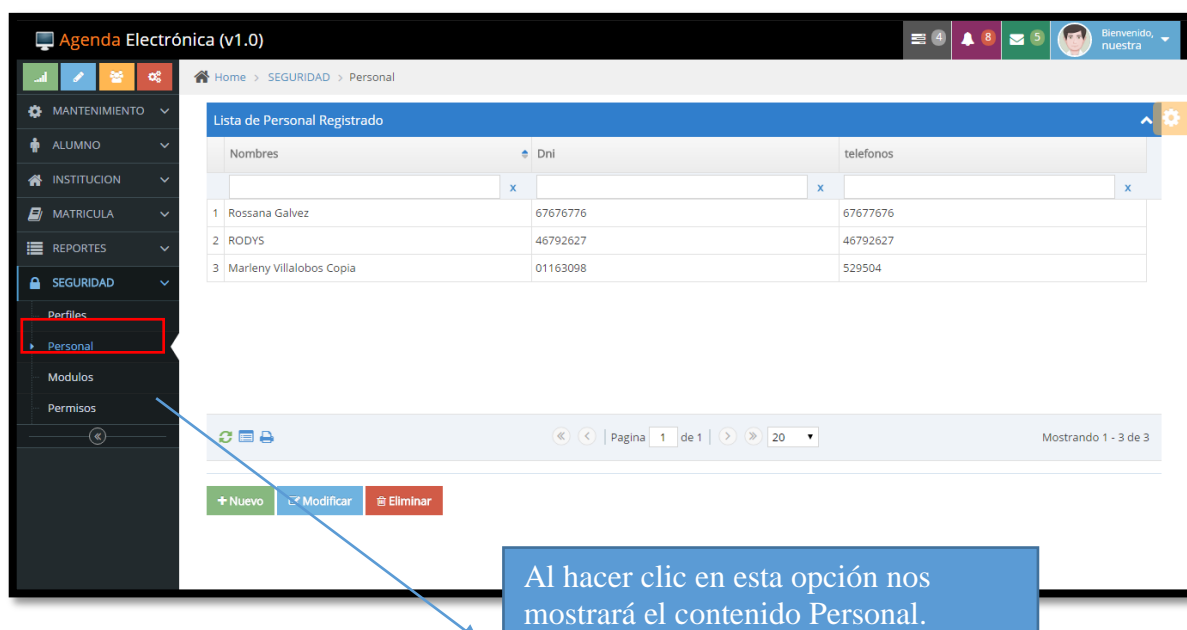 Agenda Electrónica (v1.0)
4 8 5 Bienvenido, nuestra
Home > SEGURIDAD > Personal
MANTENIMIENTO
ALUMNO
INSTITUCION
MATRICULA
REPORTES
SEGURIDAD
Perfiles
Personal
Modulos
Permisos
Lista de Personal Registrado
Nombres Dni telefonos
x x x
1 Rossana Galvez 67676776 67677676
2 RODYS 46792627 46792627
3 Marleny Villalobos Copia 01163098 529504
Pagina 1 de 1 20 Mostrando 1 - 3 de 3
Nuevo Modificar Eliminar
Al hacer clic en esta opción nos
mostrará el contenido Personal.